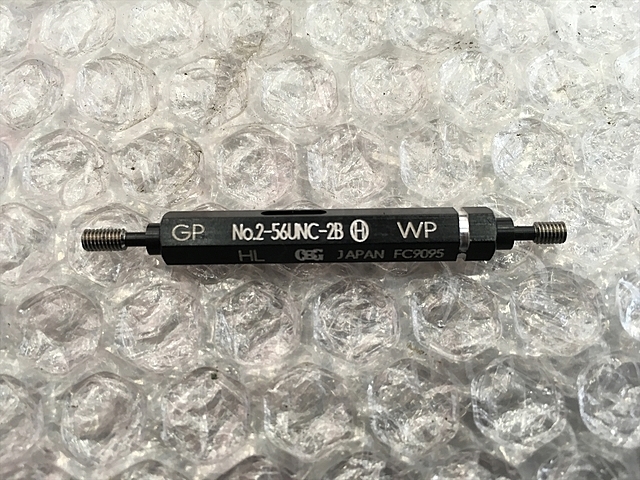 GP No.2-56UNC-2B Ⓗ WP
HL OSG JAPAN FC9095